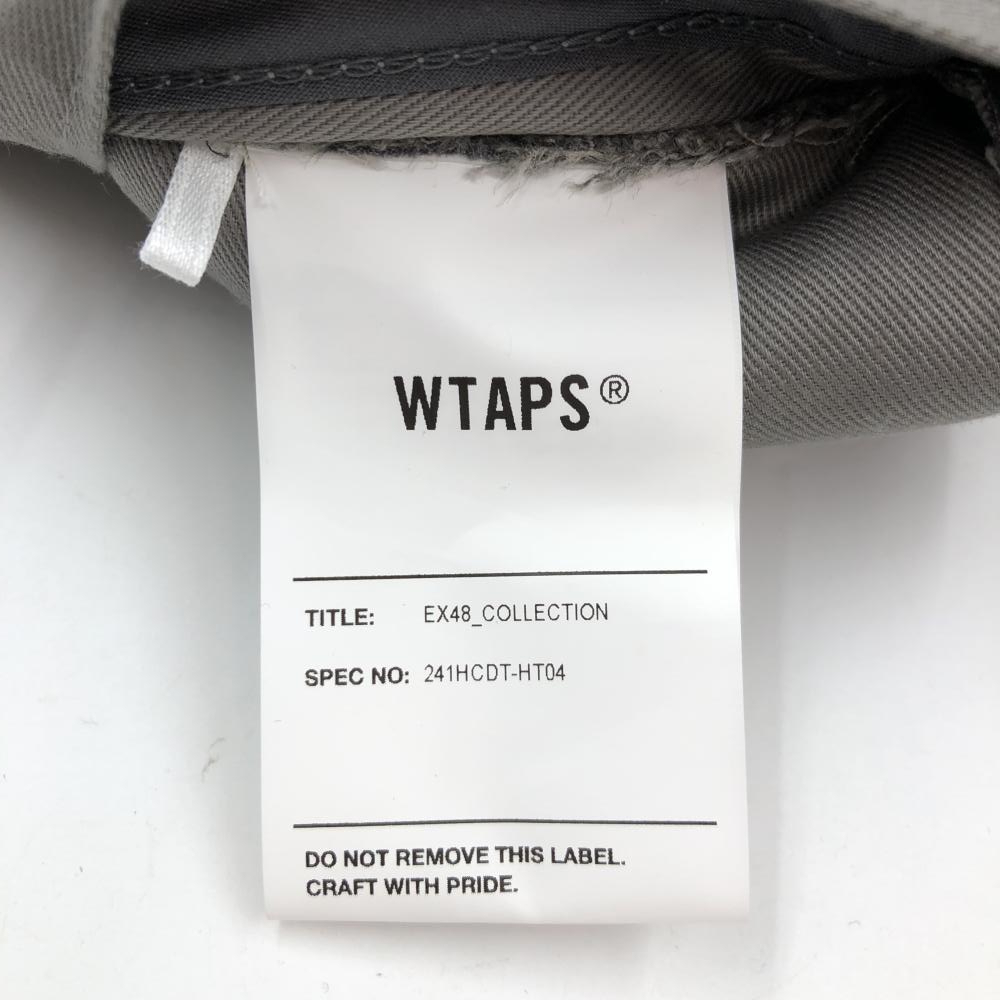 WTAPS®
TITLE: EX48_COLLECTION
SPEC NO: 241HCDT-HT04
DO NOT REMOVE THIS LABEL.
CRAFT WITH PRIDE.